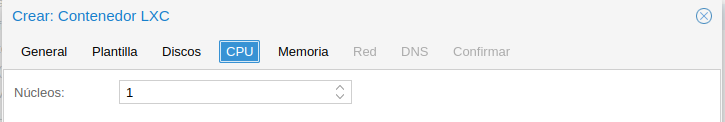 Crear: Contenedor LXC
General Plantilla Discos CPU Memoria Red DNS Confirmar
Núcleos: 1